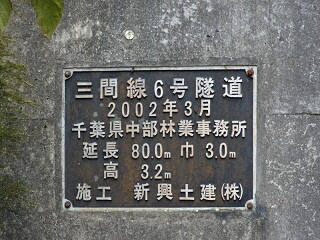 三間線6号隧道
2002年3月
千葉県中部林業事務所
延長 80.0m 巾 3.0m
高 3.2m
施工 新興土建(株)